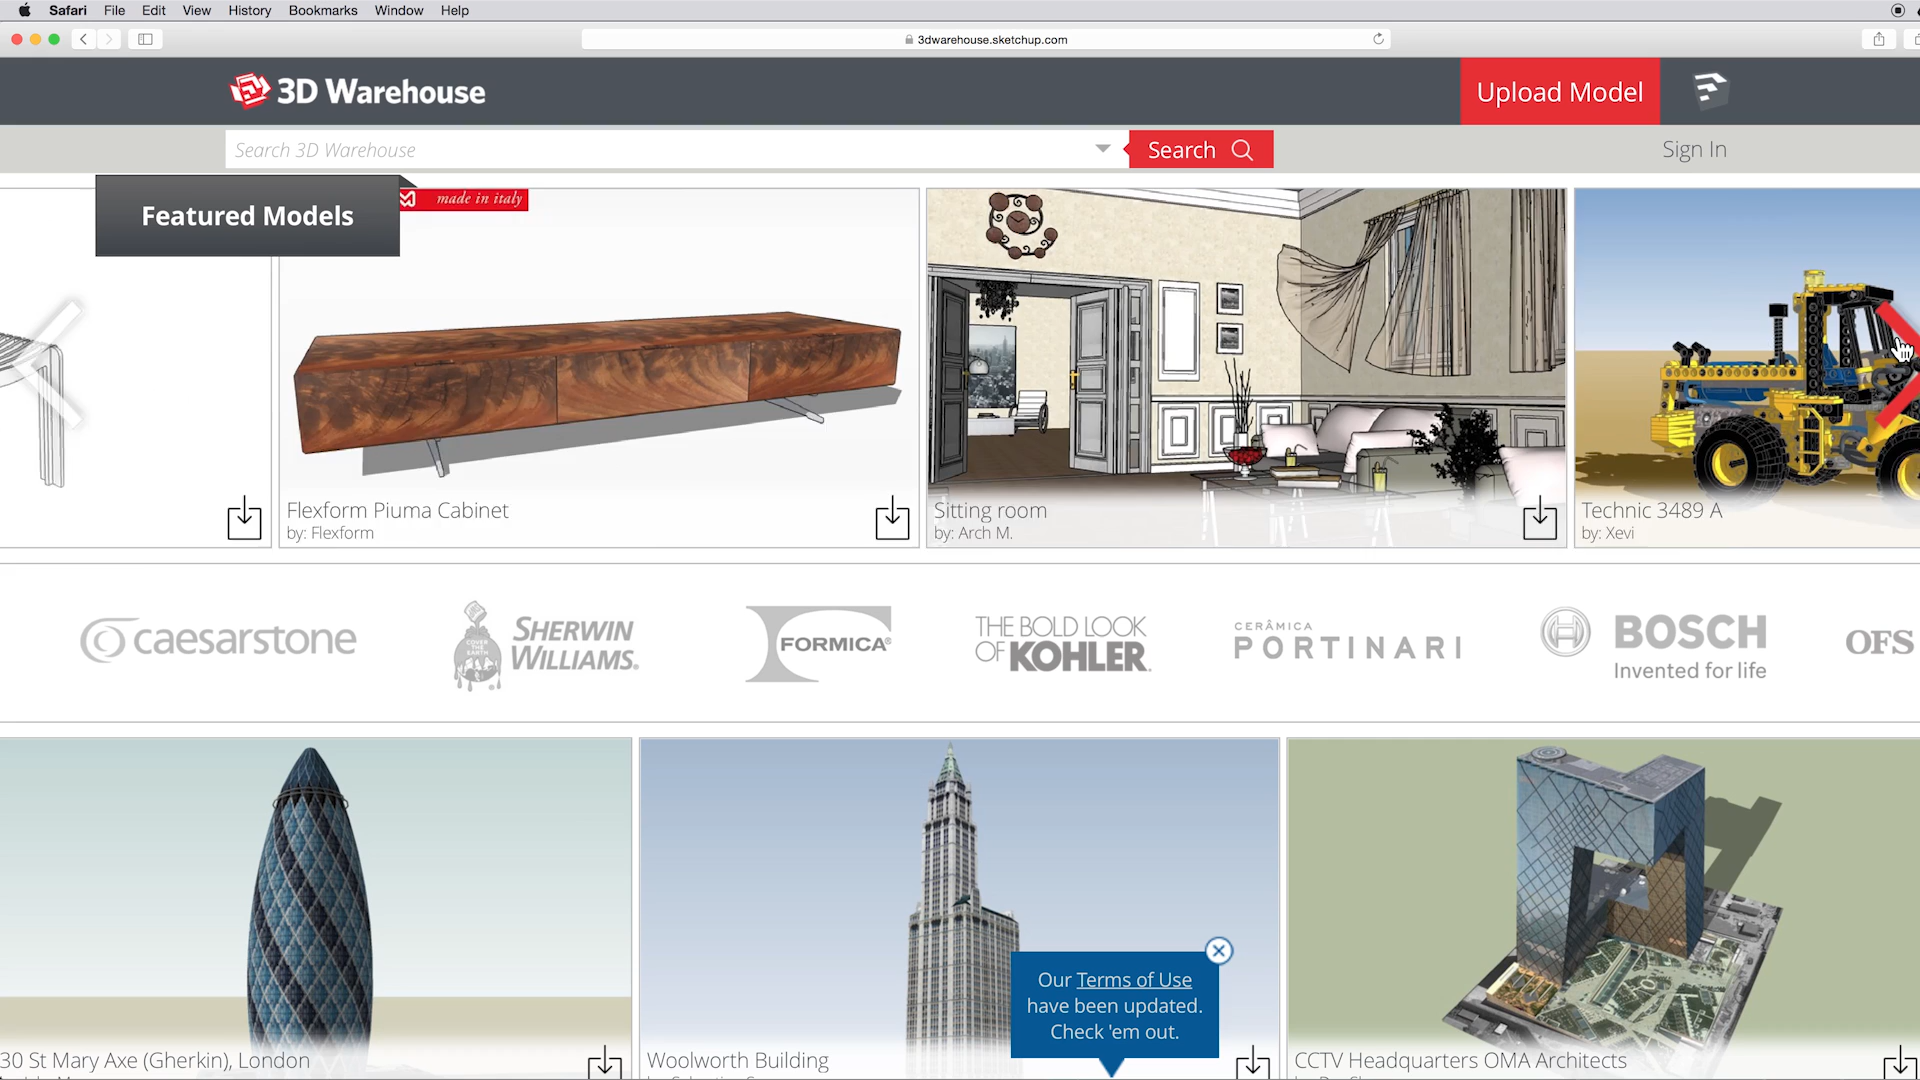 Safari File Edit View History Bookmarks Window Help
3dwarehouse.sketchup.com
3D Warehouse
Upload Model
Search 3D Warehouse
Search
Sign In
Featured Models
made in italy
Flexform Piuma Cabinet
by: Flexform
Sitting room
by: Arch M.
Technic 3489 A
by: Xevi
caesarstone
COVER THE EARTH
SHERWIN
WILLIAMS.
FORMICA®
THE BOLD LOOK
OF KOHLER.
CERÂMICA
PORTINARI
BOSCH
Invented for life
OFS
30 St Mary Axe (Gherkin), London
Woolworth Building
Our Terms of Use
have been updated.
Check 'em out.
CCTV Headquarters OMA Architects